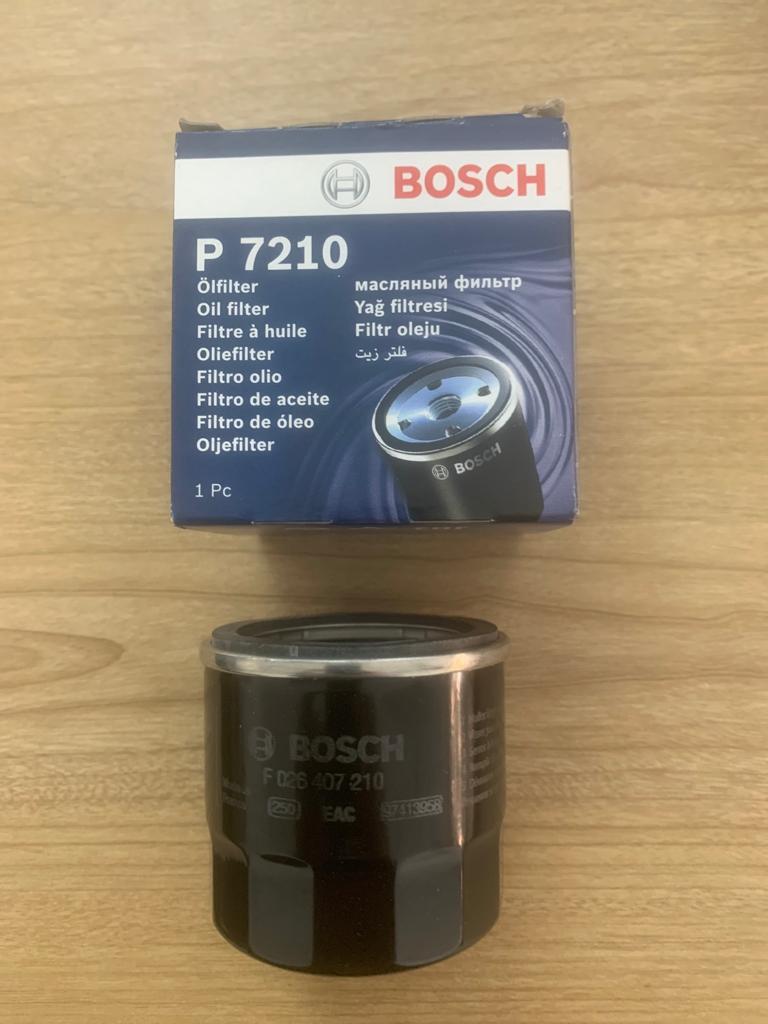 BOSCH
P 7210
Ölfilter
Oil filter
Filtre à huile
Oliefilter
Filtro olio
Filtro de aceite
Filtro de óleo
Oljefilter
масляный фильтр
Yağ filtresi
Filtr oleju
فلتر زيت
BOSCH
1 Pc
BOSCH
F 026 407 210
250
EAC
97413958